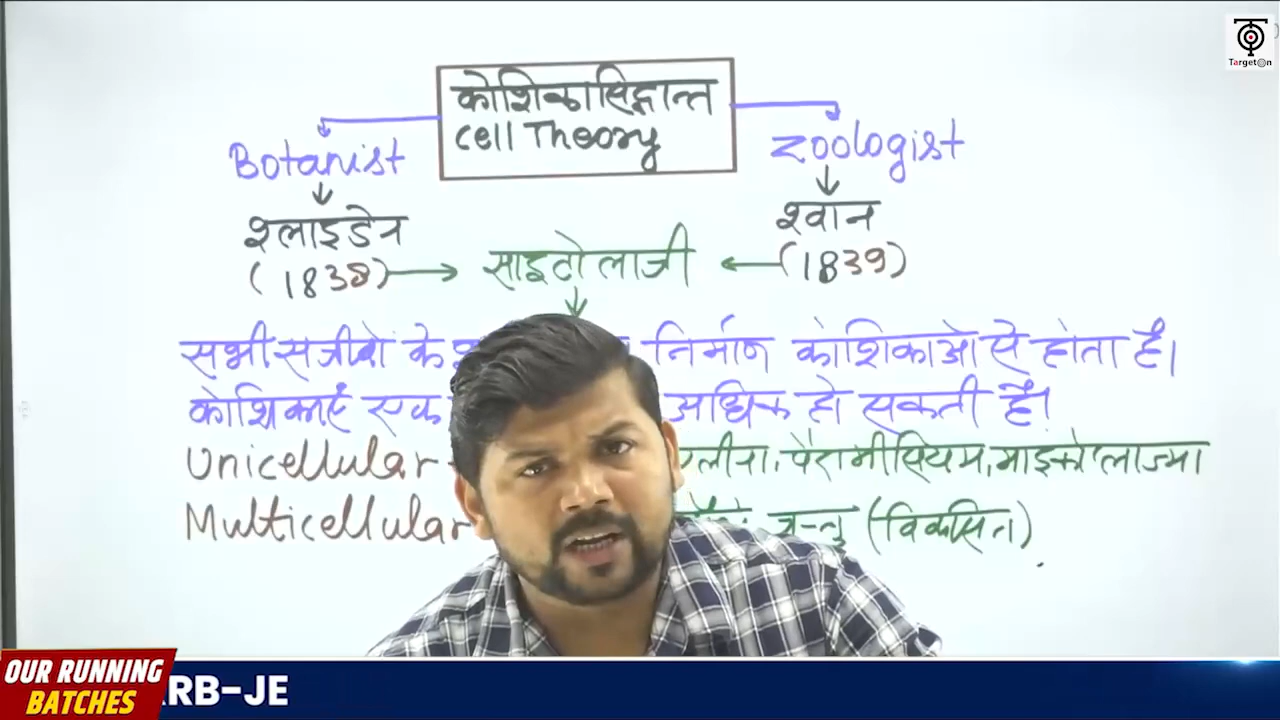 कोशिका सिद्धान्त
Cell Theory
Botanist
Zoologist
श्लाइडेन
श्वान
(1838)
साइटोलाजी
(1839)
सभी सजीवो के निर्माण कोशिकाओ से होता है।
कोशिकाएं एक अधिक हो सकती हैं।
Unicellular पैरामीसियम, माइकोप्लाज्मा
Multicellular जन्तु (विकसित)
TargetOn
OUR RUNNING
BATCHES
RB-JE